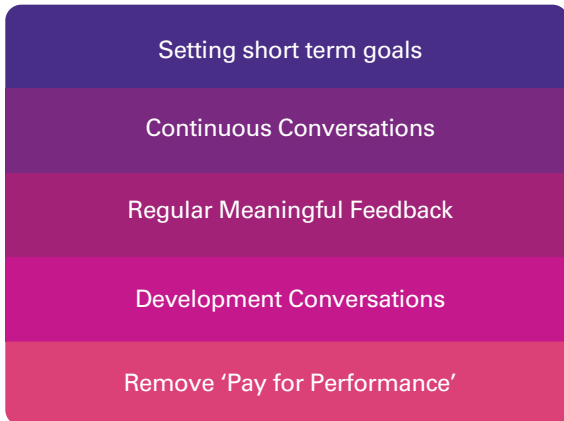 Setting short term goals
Continuous Conversations
Regular Meaningful Feedback
Development Conversations
Remove ‘Pay for Performance’